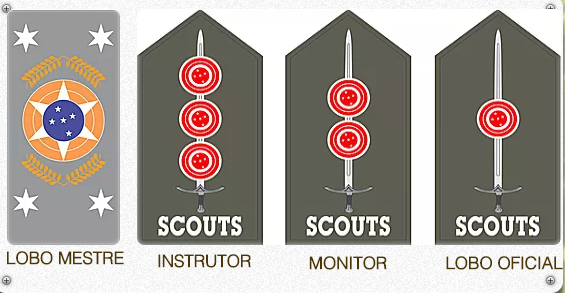 SCOUTS
SCOUTS
SCOUTS
LOBO MESTRE
INSTRUTOR
MONITOR
LOBO OFICIAL